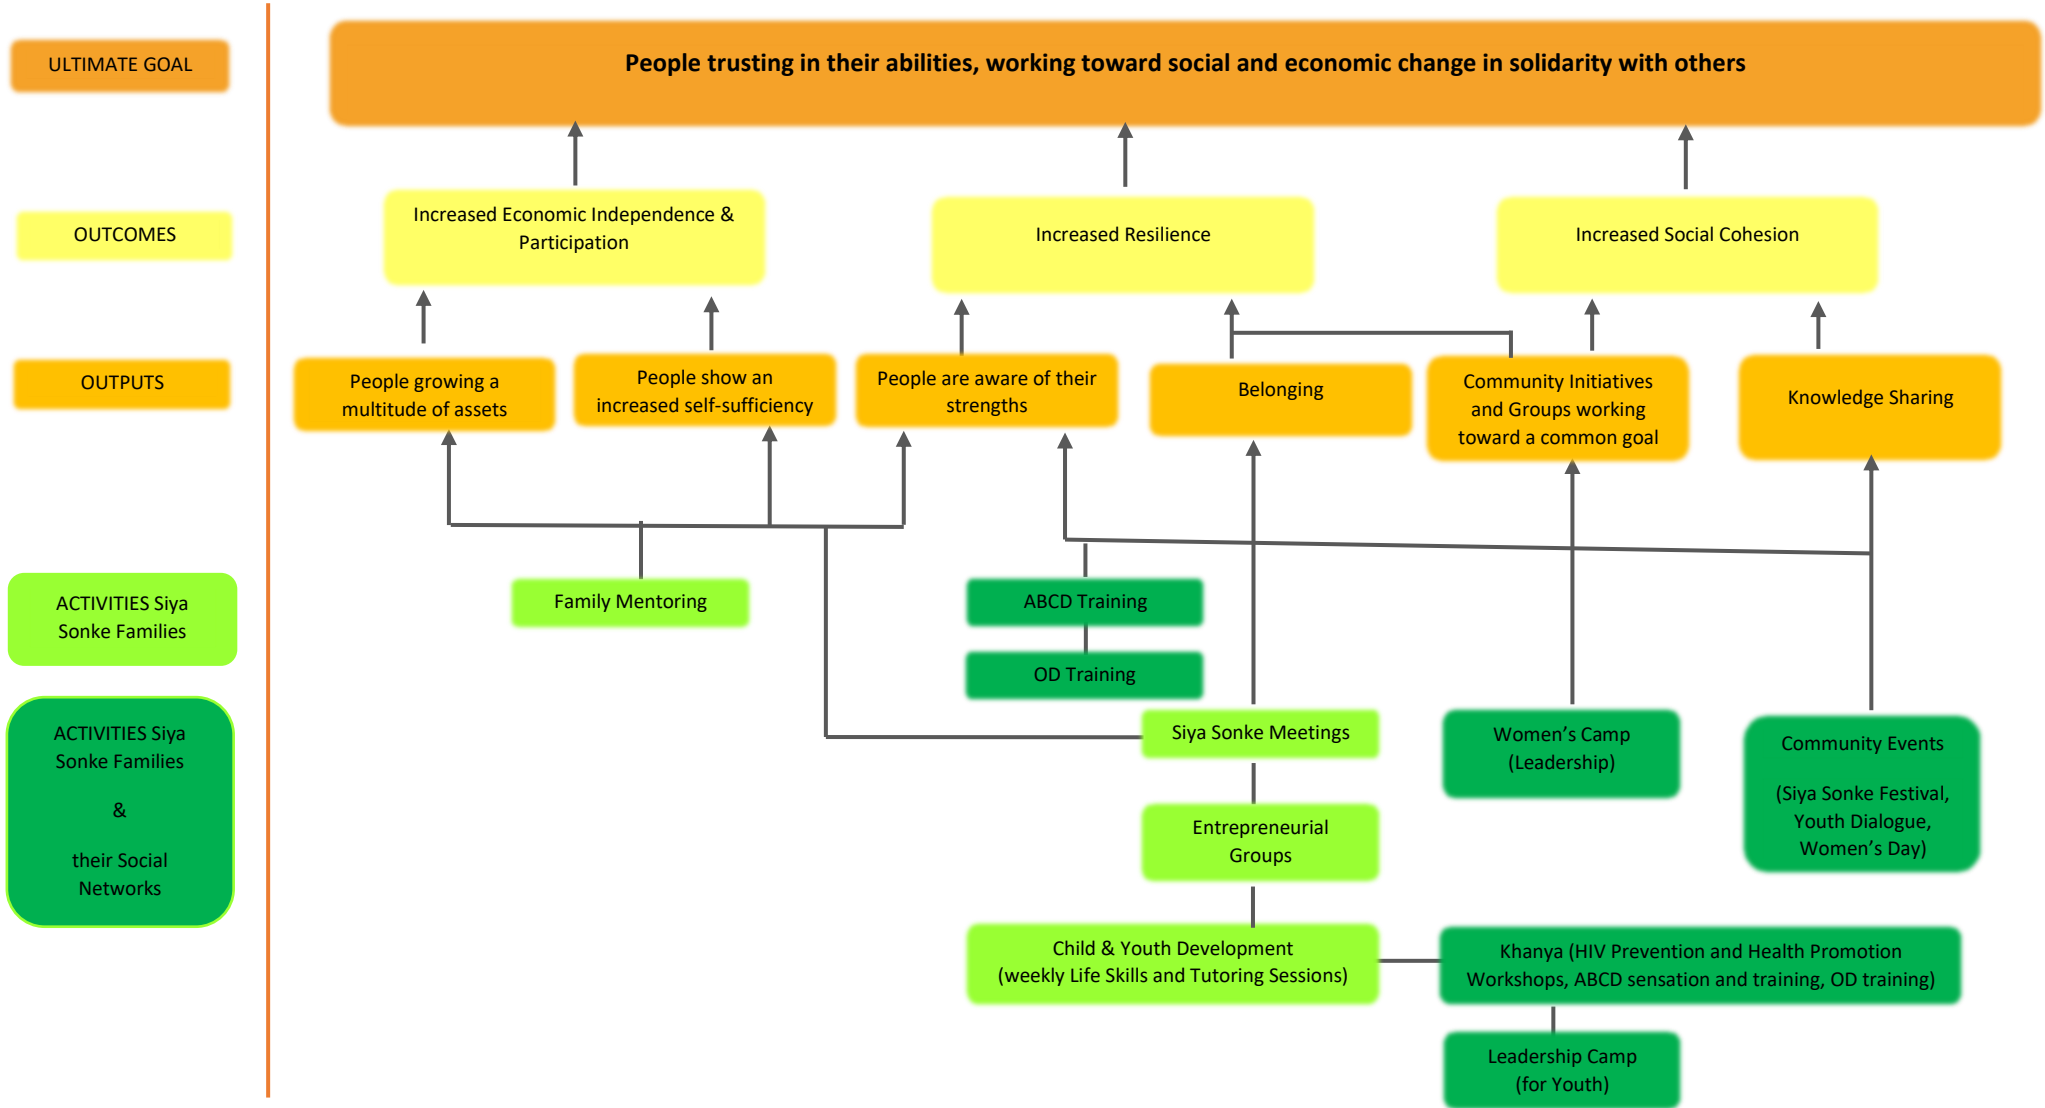 ULTIMATE GOAL
People trusting in their abilities, working toward social and economic change in solidarity with others
OUTCOMES
Increased Economic Independence &
Participation
Increased Resilience
Increased Social Cohesion
OUTPUTS
People growing a
multitude of assets
People show an
increased self-sufficiency
People are aware of their
strengths
Belonging
Community Initiatives
and Groups working
toward a common goal
Knowledge Sharing
ACTIVITIES Siya
Sonke Families
Family Mentoring
ABCD Training
OD Training
ACTIVITIES Siya
Sonke Families
&
their Social
Networks
Siya Sonke Meetings
Women's Camp
(Leadership)
Community Events
(Siya Sonke Festival,
Youth Dialogue,
Women's Day)
Entrepreneurial
Groups
Child & Youth Development
(weekly Life Skills and Tutoring Sessions)
Khanya (HIV Prevention and Health Promotion
Workshops, ABCD sensation and training, OD training)
Leadership Camp
(for Youth)